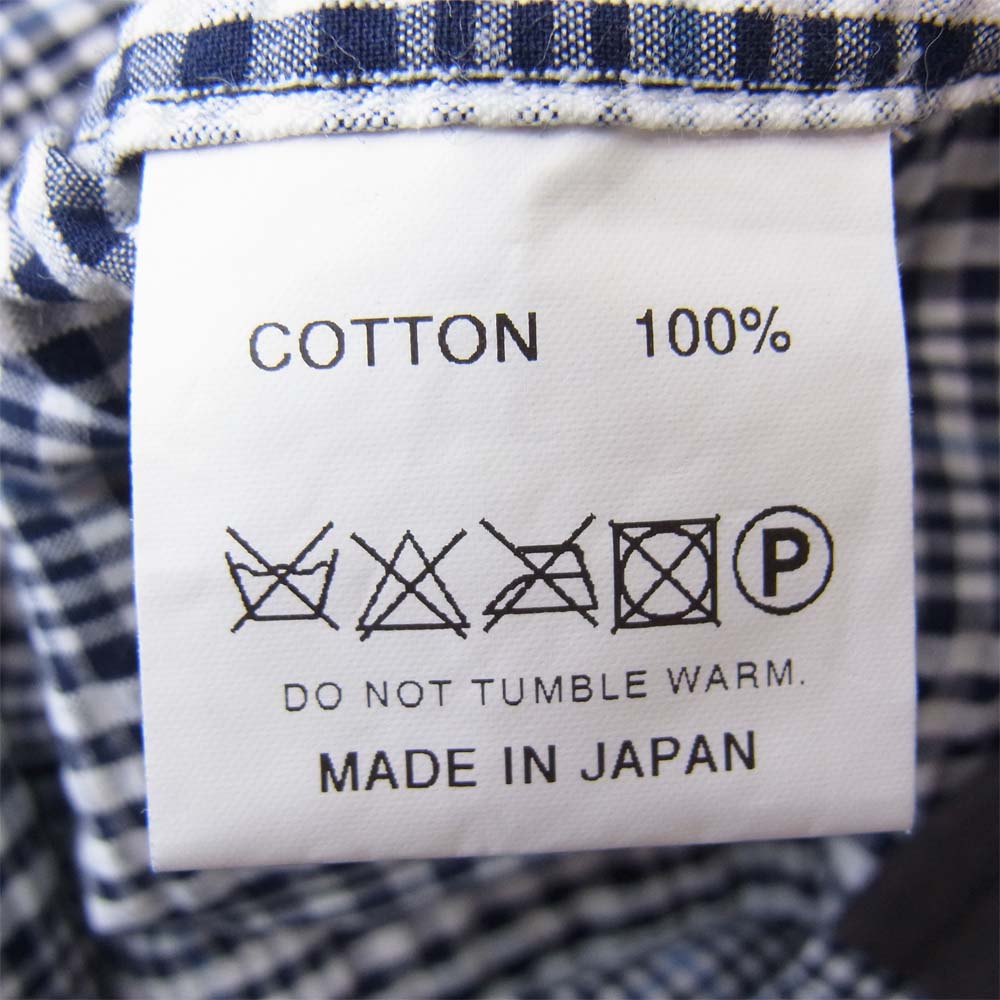 COTTON 100%
P
DO NOT TUMBLE WARM.
MADE IN JAPAN